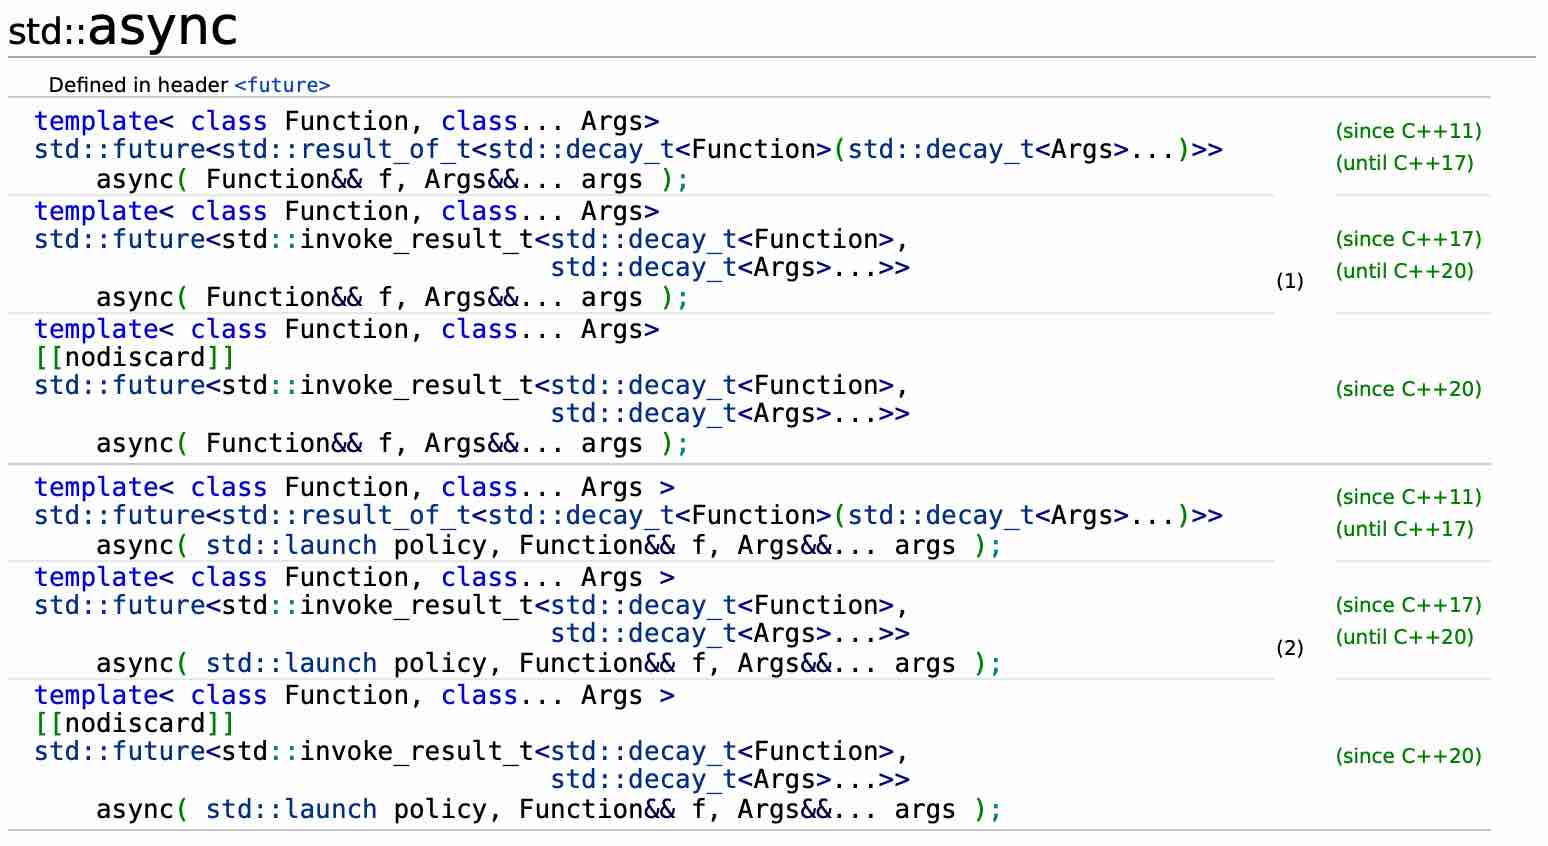 std::async
Defined in header <future>
template< class Function, class... Args>
std::future<std::result_of_t<std::decay_t<Function>(std::decay_t<Args>...)>>
    async( Function&& f, Args&&... args );
(since C++11)
(until C++17)
template< class Function, class... Args>
std::future<std::invoke_result_t<std::decay_t<Function>,
                                 std::decay_t<Args>...>>
    async( Function&& f, Args&&... args );
(1)
(since C++17)
(until C++20)
template< class Function, class... Args>
[[nodiscard]]
std::future<std::invoke_result_t<std::decay_t<Function>,
                                 std::decay_t<Args>...>>
    async( Function&& f, Args&&... args );
(since C++20)
template< class Function, class... Args >
std::future<std::result_of_t<std::decay_t<Function>(std::decay_t<Args>...)>>
    async( std::launch policy, Function&& f, Args&&... args );
(since C++11)
(until C++17)
template< class Function, class... Args >
std::future<std::invoke_result_t<std::decay_t<Function>,
                                 std::decay_t<Args>...>>
    async( std::launch policy, Function&& f, Args&&... args );
(2)
(since C++17)
(until C++20)
template< class Function, class... Args >
[[nodiscard]]
std::future<std::invoke_result_t<std::decay_t<Function>,
                                 std::decay_t<Args>...>>
    async( std::launch policy, Function&& f, Args&&... args );
(since C++20)